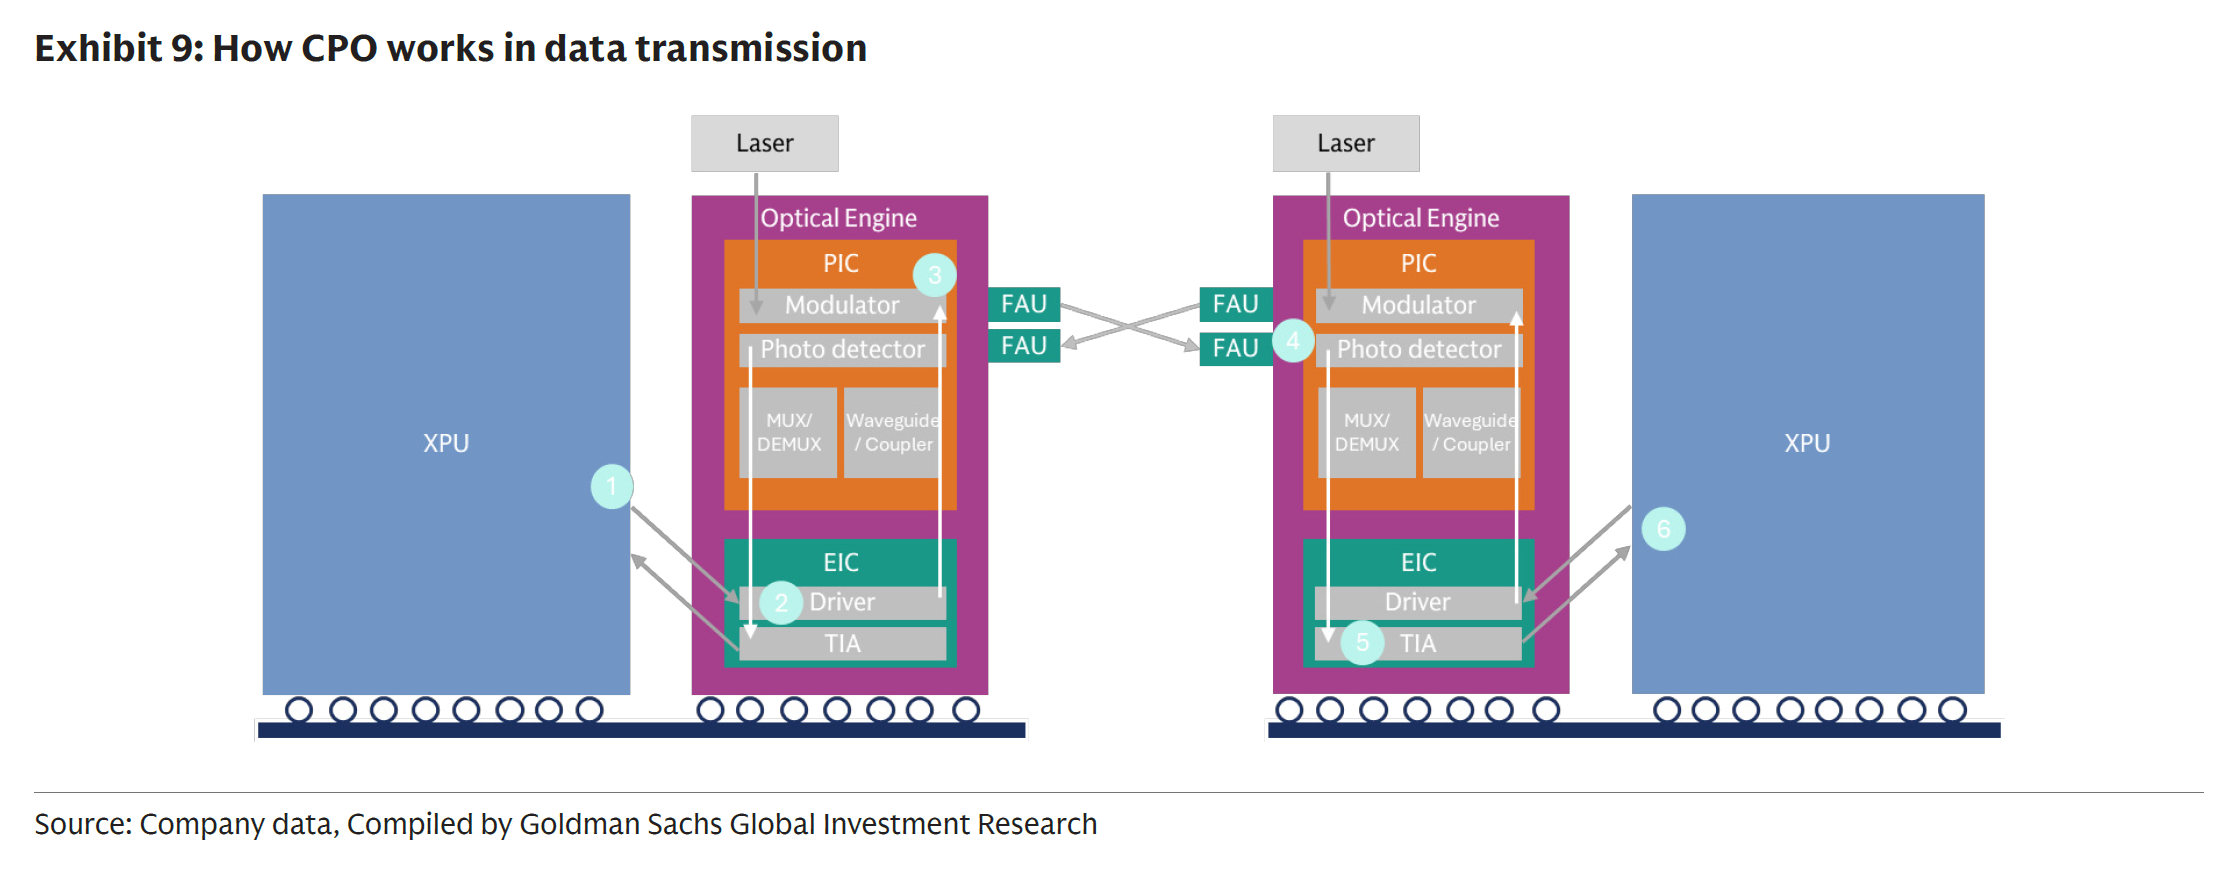 Exhibit 9: How CPO works in data transmission
Laser
Laser
Optical Engine
Optical Engine
PIC
3
PIC
Modulator
FAU
FAU
Modulator
Photo detector
FAU
FAU
4
Photo detector
MUX/
DEMUX
Waveguide
/ Coupler
MUX/
DEMUX
Waveguide
/ Coupler
XPU
XPU
1
6
EIC
EIC
2
Driver
Driver
TIA
5
TIA
Source: Company data, Compiled by Goldman Sachs Global Investment Research